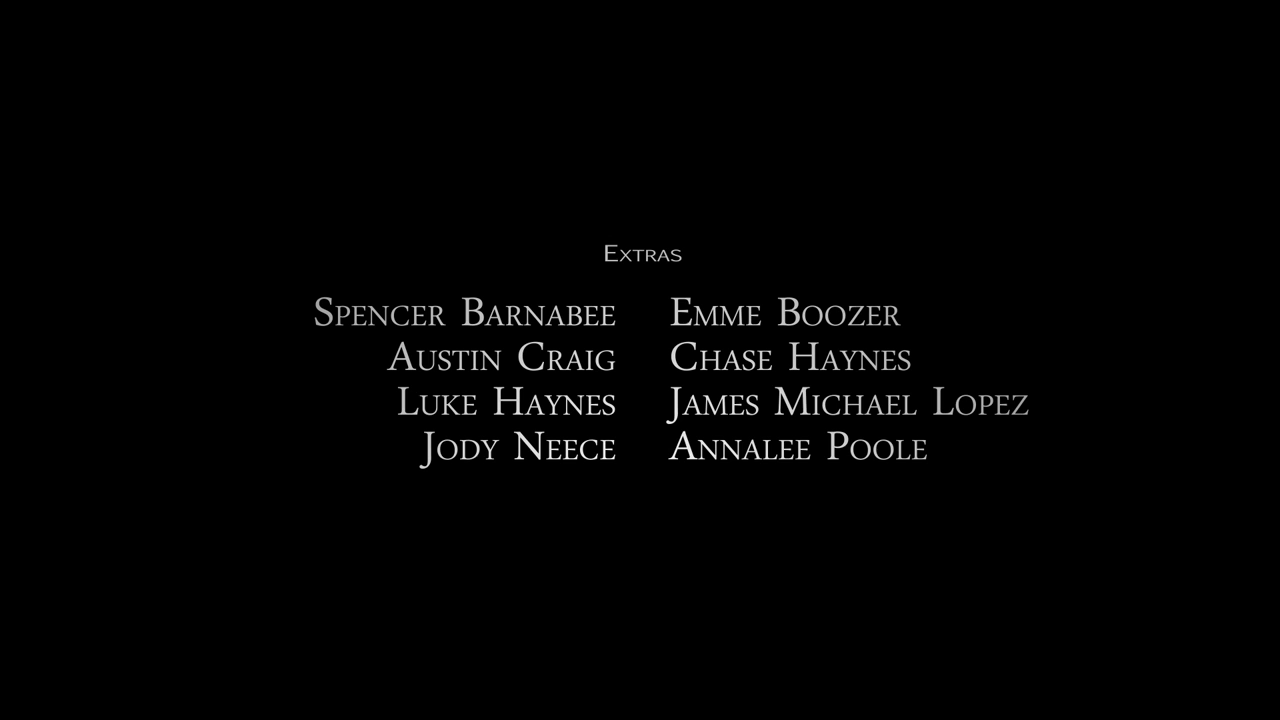 Extras
Spencer Barnabee Emme Boozer
Austin Craig Chase Haynes
Luke Haynes James Michael Lopez
Jody Neece Annalee Poole